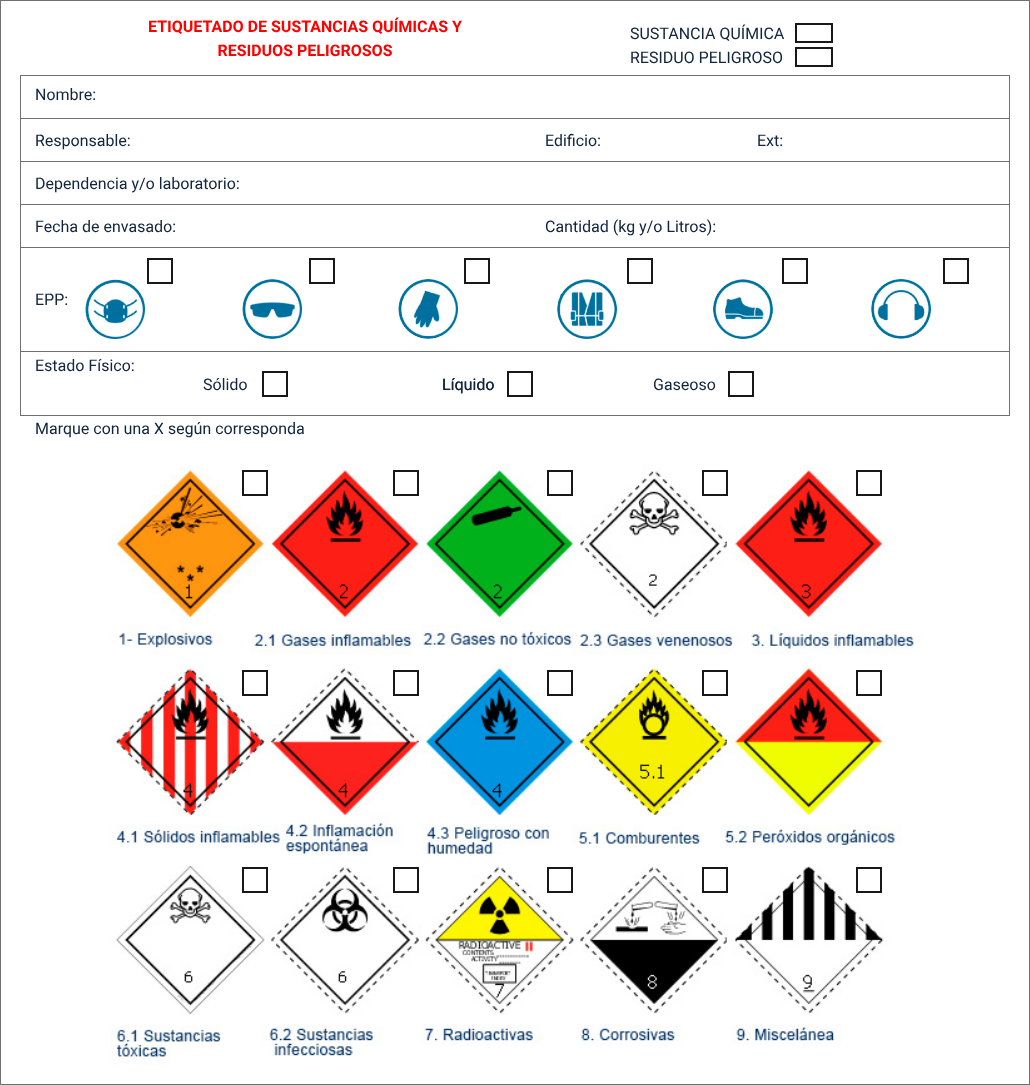 ETIQUETADO DE SUSTANCIAS QUÍMICAS Y
RESIDUOS PELIGROSOS
SUSTANCIA QUÍMICA
RESIDUO PELIGROSO
Nombre:
Responsable: Edificio: Ext:
Dependencia y/o laboratorio:
Fecha de envasado: Cantidad (kg y/o Litros):
EPP:
Estado Físico:
Sólido Líquido Gaseoso
Marque con una X según corresponda
* * *
1 2 2 2 3
1- Explosivos 2.1 Gases inflamables 2.2 Gases no tóxicos 2.3 Gases venenosos 3. Líquidos inflamables
4 4 4 5.1
4.1 Sólidos inflamables 4.2 Inflamación espontánea 4.3 Peligroso con humedad 5.1 Comburentes 5.2 Peróxidos orgánicos
RADIOACTIVE II
CONTENTS
ACTIVITY
TRANSPORT
INDEX
6 6 7 8 9
6.1 Sustancias tóxicas 6.2 Sustancias infecciosas 7. Radioactivas 8. Corrosivas 9. Miscelánea